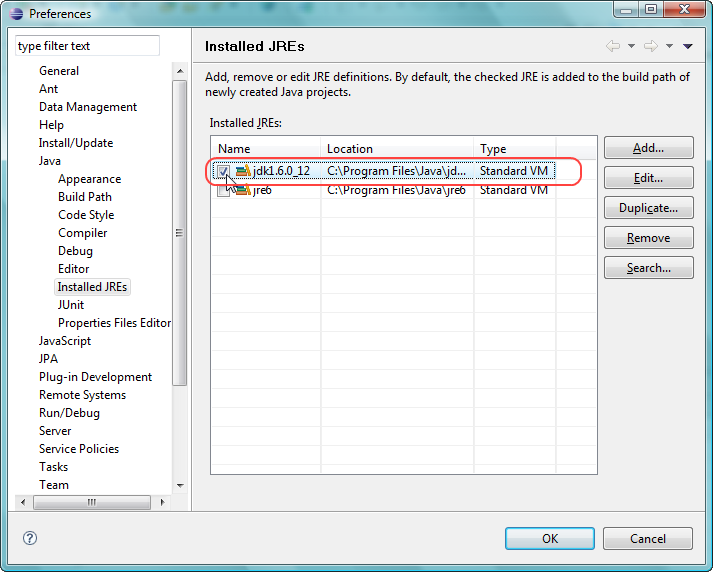 Preferences
type filter text
General
Ant
Data Management
Help
Install/Update
Java
Appearance
Build Path
Code Style
Compiler
Debug
Editor
Installed JREs
JUnit
Properties Files Editor
JavaScript
JPA
Plug-in Development
Remote Systems
Run/Debug
Server
Service Policies
Tasks
Team
Installed JREs
Add, remove or edit JRE definitions. By default, the checked JRE is added to the build path of
newly created Java projects.
Installed JREs:
Name Location Type
jdk1.6.0_12 C:\Program Files\Java\jd... Standard VM
jre6 C:\Program Files\Java\jre6 Standard VM
Add...
Edit...
Duplicate...
Remove
Search...
?
OK
Cancel